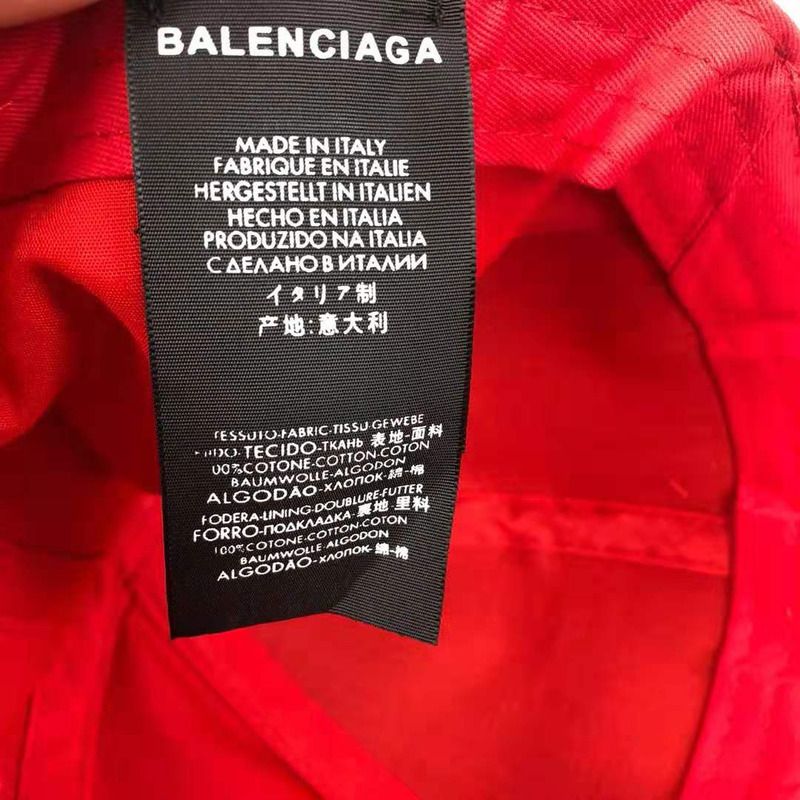 BALENCIAGA
MADE IN ITALY
FABRIQUE EN ITALIE
HERGESTELLT IN ITALIEN
HECHO EN ITALIA
PRODUZIDO NA ITALIA
СДЕЛАНО В ИТАЛИИ
イタリア制
产地:意大利
TESSUTO-FABRIC-TISSU-GEWEBE
TECIDO-ТКАНЬ 表地-面料
00%COTONE-COTTON-COTON
BAUMWOLLE-ALGODON
ALGODÃO-ХЛОПОК-綿-棉
FODERA-LINING-DOUBLURE-FUTTER
FORRO-ПОДКЛАДКА-裏地 里料
100%COTONE-COTTON-COTON
BAUMWOLLE-ALGODON
ALGODÃO-ХЛОПОК-綿-棉